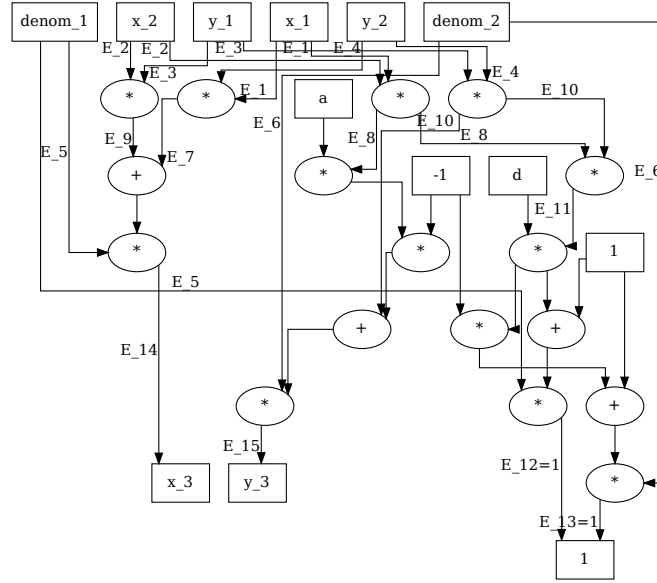 denom_1
x_2
y_1
x_1
y_2
denom_2
E_2
E_2
E_3
E_1
E_4
E_3
E_4
*
*
E_1
a
*
*
E_10
E_6
E_10
E_5
E_9
E_7
E_8
E_8
+
*
-1
d
*
E_6
E_11
*
*
*
1
E_5
+
*
+
E_14
*
*
+
E_15
E_12=1
x_3
y_3
*
E_13=1
1